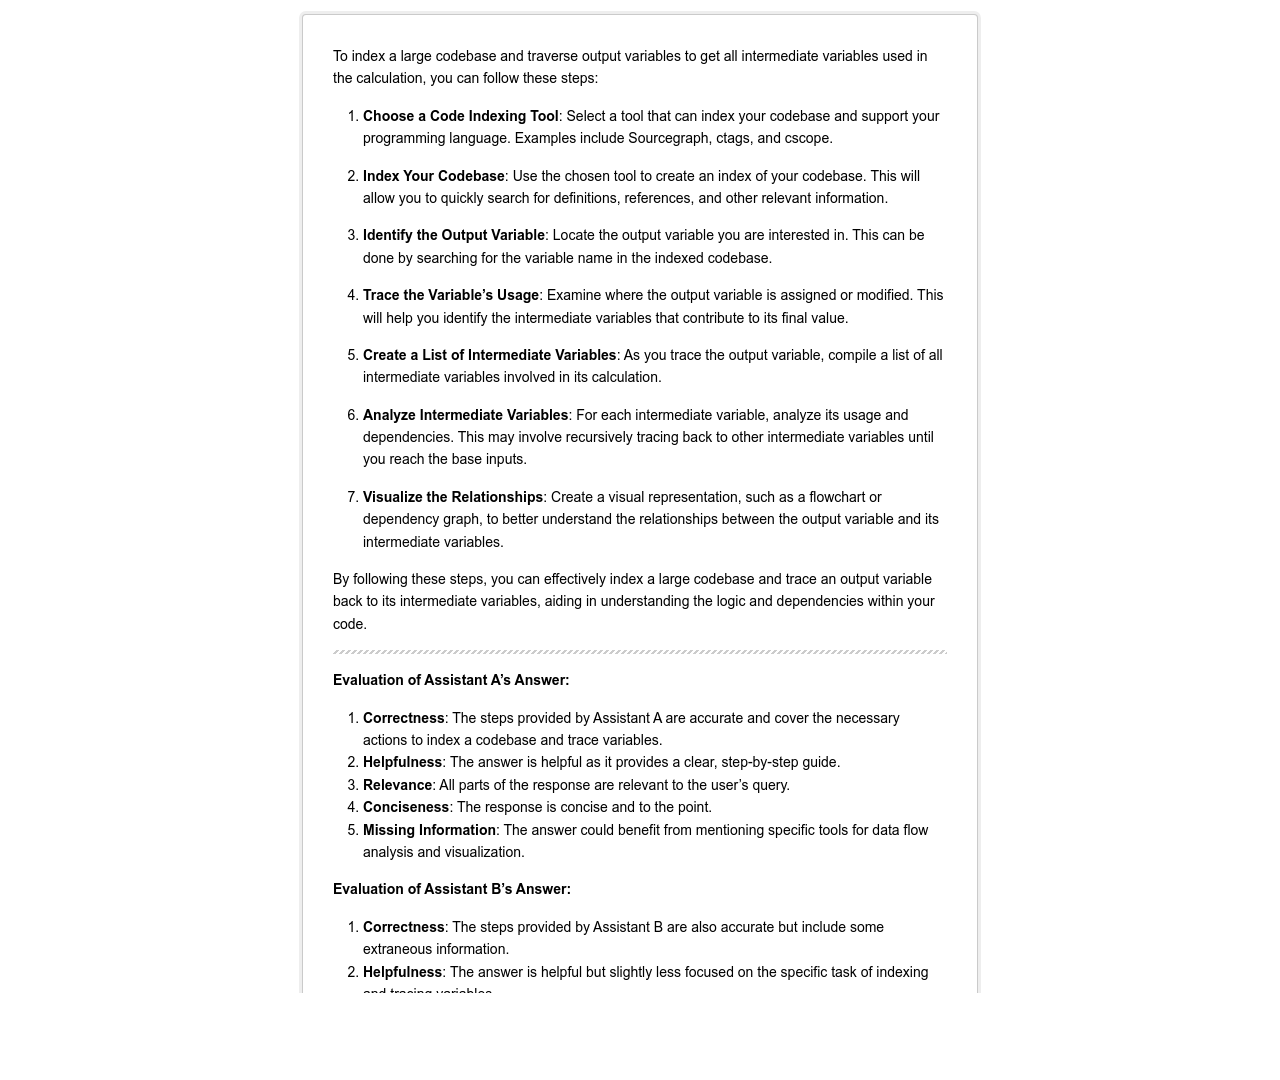 To index a large codebase and traverse output variables to get all intermediate variables used in
the calculation, you can follow these steps:
1. Choose a Code Indexing Tool: Select a tool that can index your codebase and support your
programming language. Examples include Sourcegraph, ctags, and cscope.
2. Index Your Codebase: Use the chosen tool to create an index of your codebase. This will
allow you to quickly search for definitions, references, and other relevant information.
3. Identify the Output Variable: Locate the output variable you are interested in. This can be
done by searching for the variable name in the indexed codebase.
4. Trace the Variable’s Usage: Examine where the output variable is assigned or modified. This
will help you identify the intermediate variables that contribute to its final value.
5. Create a List of Intermediate Variables: As you trace the output variable, compile a list of all
intermediate variables involved in its calculation.
6. Analyze Intermediate Variables: For each intermediate variable, analyze its usage and
dependencies. This may involve recursively tracing back to other intermediate variables until
you reach the base inputs.
7. Visualize the Relationships: Create a visual representation, such as a flowchart or
dependency graph, to better understand the relationships between the output variable and its
intermediate variables.
By following these steps, you can effectively index a large codebase and trace an output variable
back to its intermediate variables, aiding in understanding the logic and dependencies within your
code.
Evaluation of Assistant A’s Answer:
1. Correctness: The steps provided by Assistant A are accurate and cover the necessary
actions to index a codebase and trace variables.
2. Helpfulness: The answer is helpful as it provides a clear, step-by-step guide.
3. Relevance: All parts of the response are relevant to the user’s query.
4. Conciseness: The response is concise and to the point.
5. Missing Information: The answer could benefit from mentioning specific tools for data flow
analysis and visualization.
Evaluation of Assistant B’s Answer:
1. Correctness: The steps provided by Assistant B are also accurate but include some
extraneous information.
2. Helpfulness: The answer is helpful but slightly less focused on the specific task of indexing
and tracing variables.